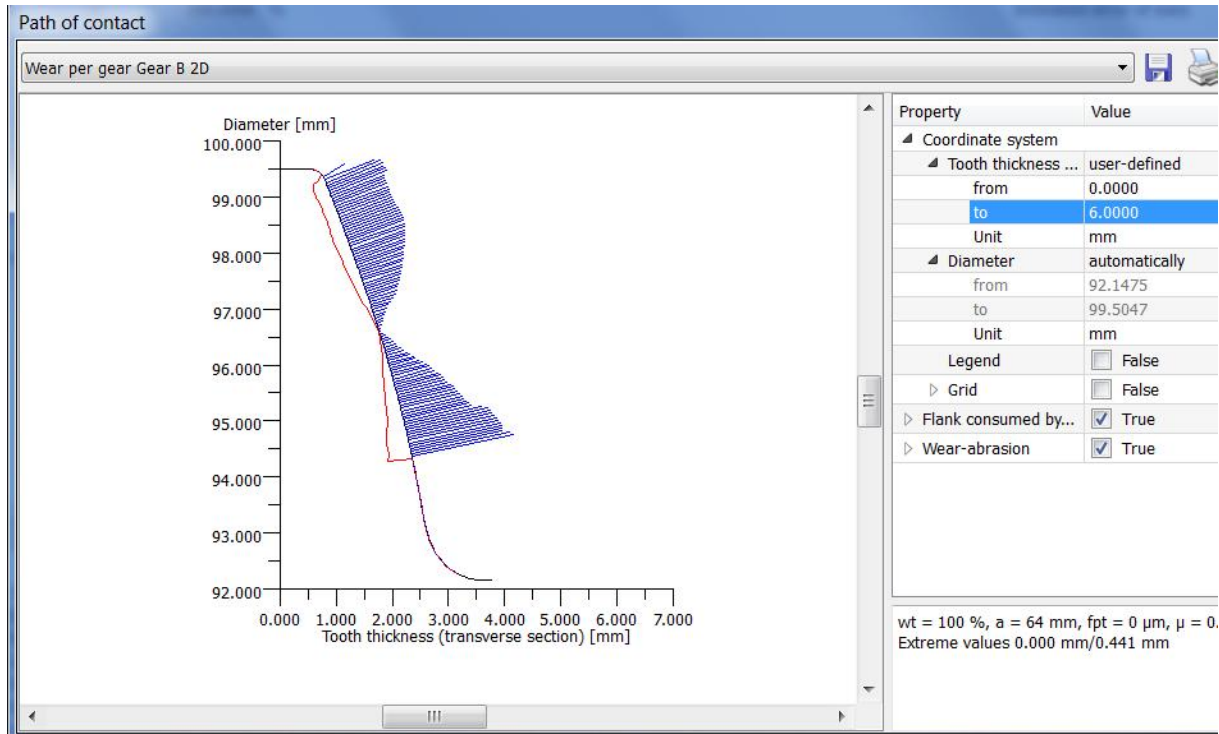 Path of contact
Wear per gear Gear B 2D
Diameter [mm]
100.000
99.000
98.000
97.000
96.000
95.000
94.000
93.000
92.000
0.000 1.000 2.000 3.000 4.000 5.000 6.000 7.000
Tooth thickness (transverse section) [mm]
Property Value
Coordinate system
Tooth thickness ... user-defined
from 0.0000
to 6.0000
Unit mm
Diameter automatically
from 92.1475
to 99.5047
Unit mm
Legend False
Grid False
Flank consumed by... True
Wear-abrasion True
wt = 100 %, a = 64 mm, fpt = 0 µm, µ = 0.
Extreme values 0.000 mm/0.441 mm